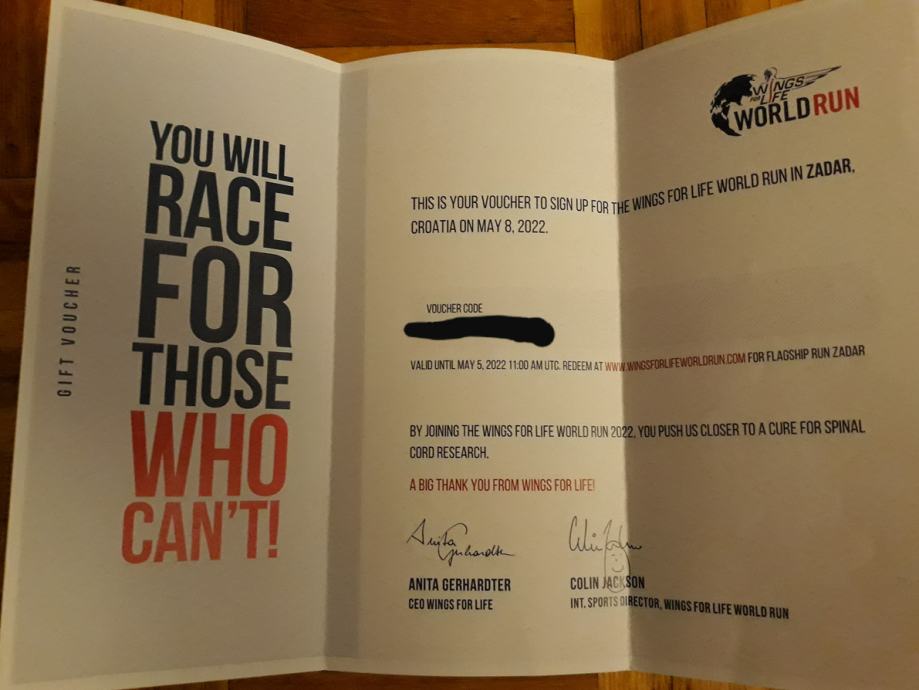 GIFT VOUCHER
YOU WILL
RACE
FOR
THOSE
WHO
CAN'T!
WINGS
FOR LIFE
WORLD RUN
THIS IS YOUR VOUCHER TO SIGN UP FOR THE WINGS FOR LIFE WORLD RUN IN ZADAR,
CROATIA ON MAY 8, 2022.
VOUCHER CODE
VALID UNTIL MAY 5, 2022 11:00 AM UTC. REDEEM AT WWW.WINGSFORLIFEWORLDRUN.COM FOR FLAGSHIP RUN ZADAR
BY JOINING THE WINGS FOR LIFE WORLD RUN 2022, YOU PUSH US CLOSER TO A CURE FOR SPINAL
CORD RESEARCH.
A BIG THANK YOU FROM WINGS FOR LIFE!
Anita
Gerhardter
ANITA GERHARDTER
CEO WINGS FOR LIFE
COLIN JACKSON
INT. SPORTS DIRECTOR, WINGS FOR LIFE WORLD RUN